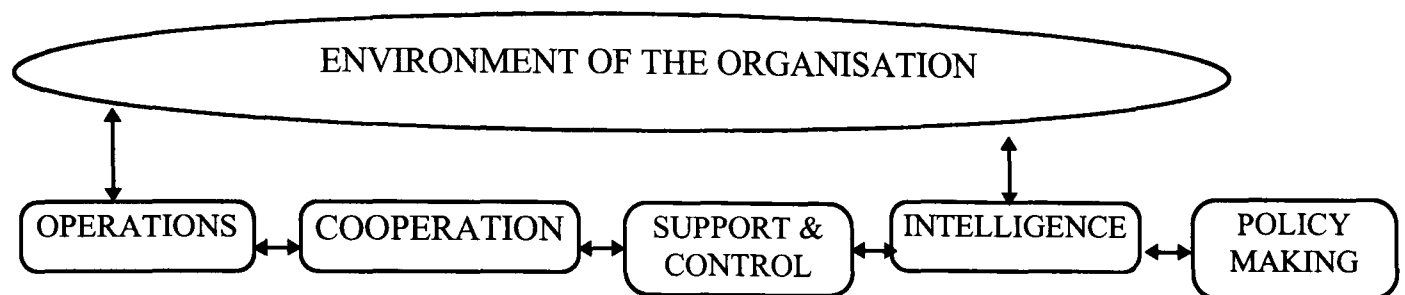 ENVIRONMENT OF THE ORGANISATION
OPERATIONS
COOPERATION
SUPPORT &
CONTROL
INTELLIGENCE
POLICY
MAKING